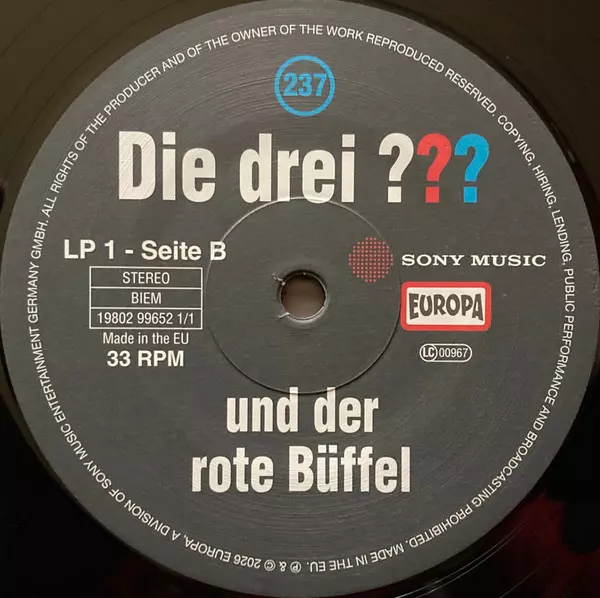 ALL RIGHTS OF THE PRODUCER AND OF THE OWNER OF THE WORK REPRODUCED RESERVED. COPYING, HIRING, LENDING, PUBLIC PERFORMANCE AND BROADCASTING PROHIBITED. MADE IN THE EU. ℗ & © 2026 EUROPA, A DIVISION OF SONY MUSIC ENTERTAINMENT GERMANY GMBH.
237
Die drei ???
LP 1 - Seite B
STEREO
BIEM
19802 99652 1/1
Made in the EU
33 RPM
SONY MUSIC
EUROPA
LC 00967
und der
rote Büffel